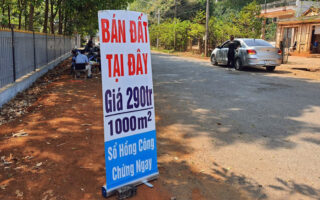 BÁN ĐẤT
TẠI ĐÂY
Giá 290tr
1000m²
Sổ Hồng Công
Chứng Ngay